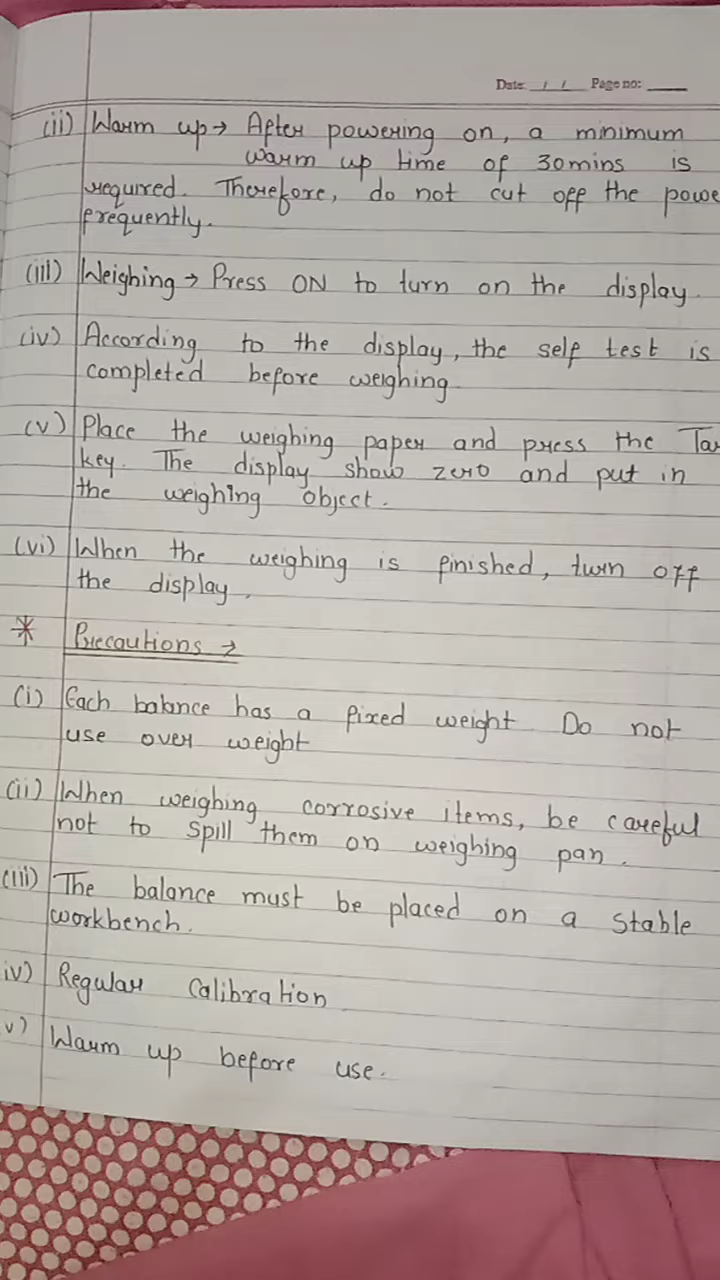 Date: / / Page no:
(ii) Warm up → After powering on, a minimum
warm up time of 30mins is
required. Therefore, do not cut off the powe
frequently.
(iii) Weighing → Press ON to turn on the display.
(iv) According to the display, the self test is
completed before weighing
(v) Place the weighing paper and press the Tar
key. The display show zero and put in
the weighing object.
(vi) When the weighing is finished, turn off
the display.
* Precautions →
(i) Each balance has a fixed weight Do not
use over weight
(ii) When weighing corrosive items, be careful
not to spill them on weighing pan.
(iii) The balance must be placed on a stable
workbench.
iv) Regular Calibration
v) Warm up before use.